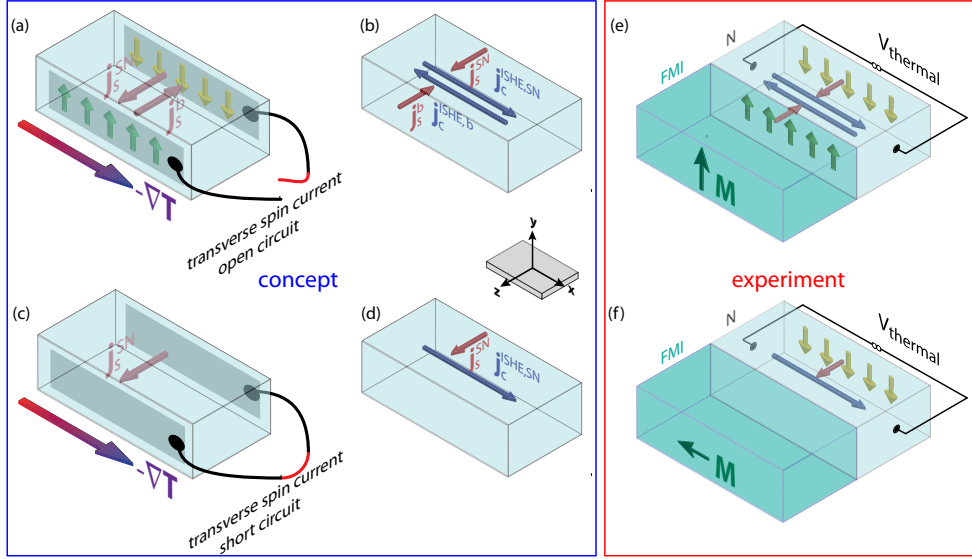 (a)
j_s^SN
j_s^b
-∇T
transverse spin current
open circuit
(b)
j_s^SN j_c^ISHE,SN
j_s^b j_c^ISHE,b
concept
y
z
x
(c)
j_s^SN
-∇T
transverse spin current
short circuit
(d)
j_s^SN j_c^ISHE,SN
(e)
N
FMI
V_thermal
M
experiment
(f)
N
FMI
V_thermal
M